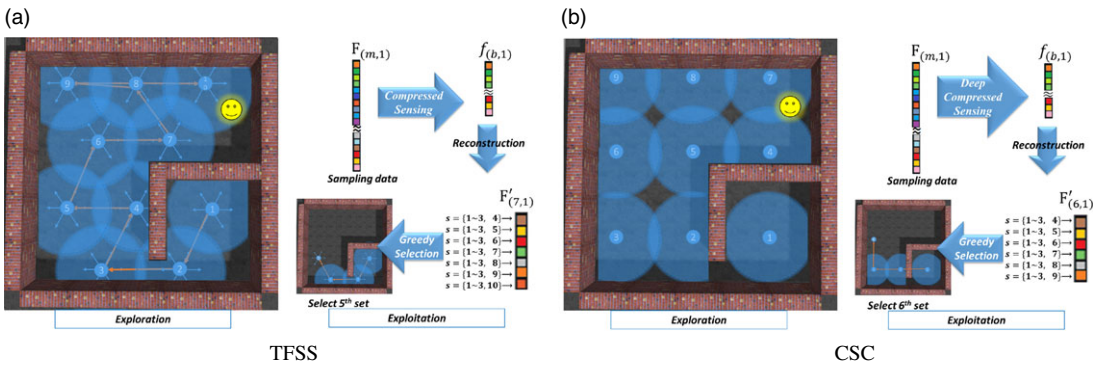 (a)
F(m,1)
f(b,1)
Compressed
Sensing
Reconstruction
Sampling data
F′(7,1)
s = {1~3, 4}→
s = {1~3, 5}→
s = {1~3, 6}→
s = {1~3, 7}→
s = {1~3, 8}→
s = {1~3, 9}→
s = {1~3,10}→
Greedy
Selection
Select 5th set
9
8
6
7
5
4
1
3
2
Exploration
Exploitation
TFSS
(b)
F(m,1)
f(b,1)
Deep
Compressed
Sensing
Reconstruction
Sampling data
F′(6,1)
s = {1~3, 4}→
s = {1~3, 5}→
s = {1~3, 6}→
s = {1~3, 7}→
s = {1~3, 8}→
s = {1~3, 9}→
Greedy
Selection
Select 6th set
9
8
7
6
5
4
3
2
1
Exploration
Exploitation
CSC